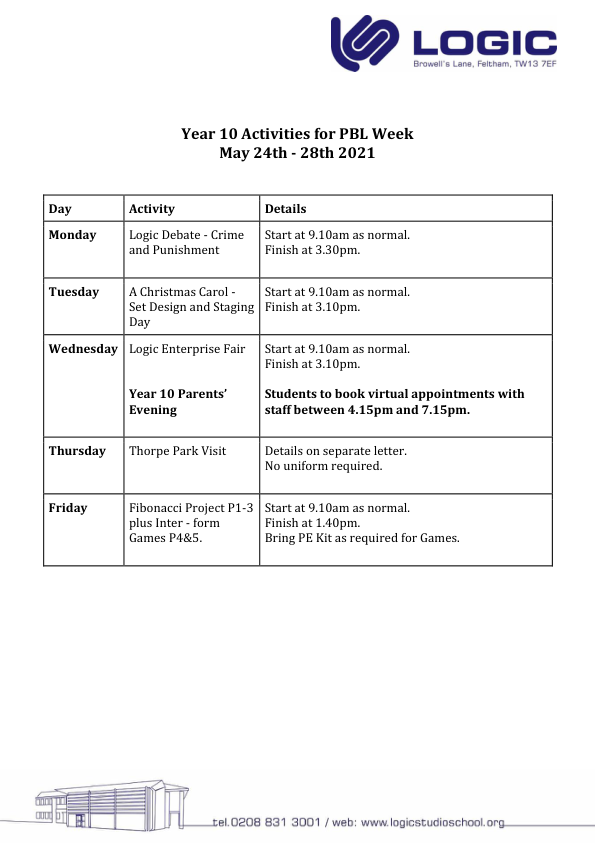 LOGIC
Browell's Lane, Feltham, TW13 7EF
Year 10 Activities for PBL Week
May 24th - 28th 2021
Day Activity Details
Monday Logic Debate - Crime Start at 9.10am as normal.
and Punishment Finish at 3.30pm.
Tuesday A Christmas Carol - Start at 9.10am as normal.
Set Design and Staging Finish at 3.10pm.
Day
Wednesday Logic Enterprise Fair Start at 9.10am as normal.
Finish at 3.10pm.
Year 10 Parents’ Students to book virtual appointments with
Evening staff between 4.15pm and 7.15pm.
Thursday Thorpe Park Visit Details on separate letter.
No uniform required.
Friday Fibonacci Project P1-3 Start at 9.10am as normal.
plus Inter - form Finish at 1.40pm.
Games P4&5. Bring PE Kit as required for Games.
tel.0208 831 3001 / web: www.logicstudioschool.org